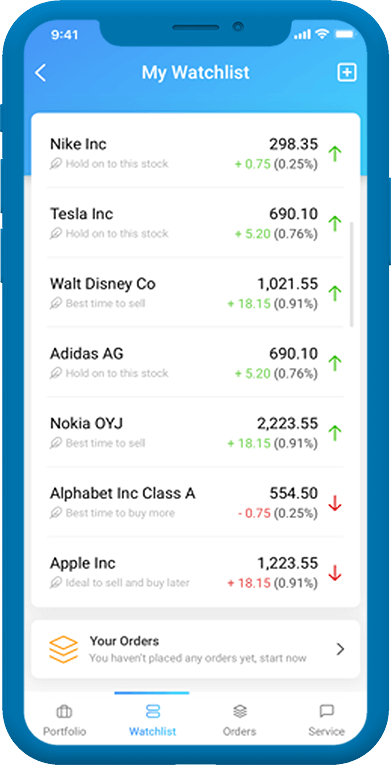 9:41
My Watchlist
Nike Inc 298.35
Hold on to this stock + 0.75 (0.25%)
Tesla Inc 690.10
Hold on to this stock + 5.20 (0.76%)
Walt Disney Co 1,021.55
Best time to sell + 18.15 (0.91%)
Adidas AG 690.10
Hold on to this stock + 5.20 (0.76%)
Nokia OYJ 2,223.55
Best time to sell + 18.15 (0.91%)
Alphabet Inc Class A 554.50
Best time to buy more - 0.75 (0.25%)
Apple Inc 1,223.55
Ideal to sell and buy later + 18.15 (0.91%)
Your Orders
You haven't placed any orders yet, start now
Portfolio Watchlist Orders Service